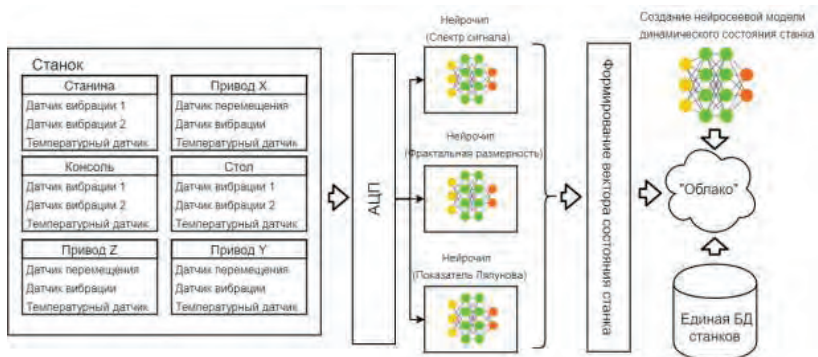 Станок
Станина
Датчик вибрации 1
Датчик вибрации 2
Температурный датчик
Привод X
Датчик перемещения
Датчик вибрации
Температурный датчик
Консоль
Датчик вибрации 1
Датчик вибрации 2
Температурный датчик
Стол
Датчик вибрации 1
Датчик вибрации 2
Температурный датчик
Привод Z
Датчик перемещения
Датчик вибрации
Температурный датчик
Привод Y
Датчик перемещения
Датчик вибрации
Температурный датчик
АЦП
Нейрочип
(Спектр сигнала)
Нейрочип
(Фрактальная размерность)
Нейрочип
(Показатель Ляпунова)
Формирование вектора состояния станка
Создание нейросеевой модели
динамического состояния станка
"Облако"
Единая БД
станков